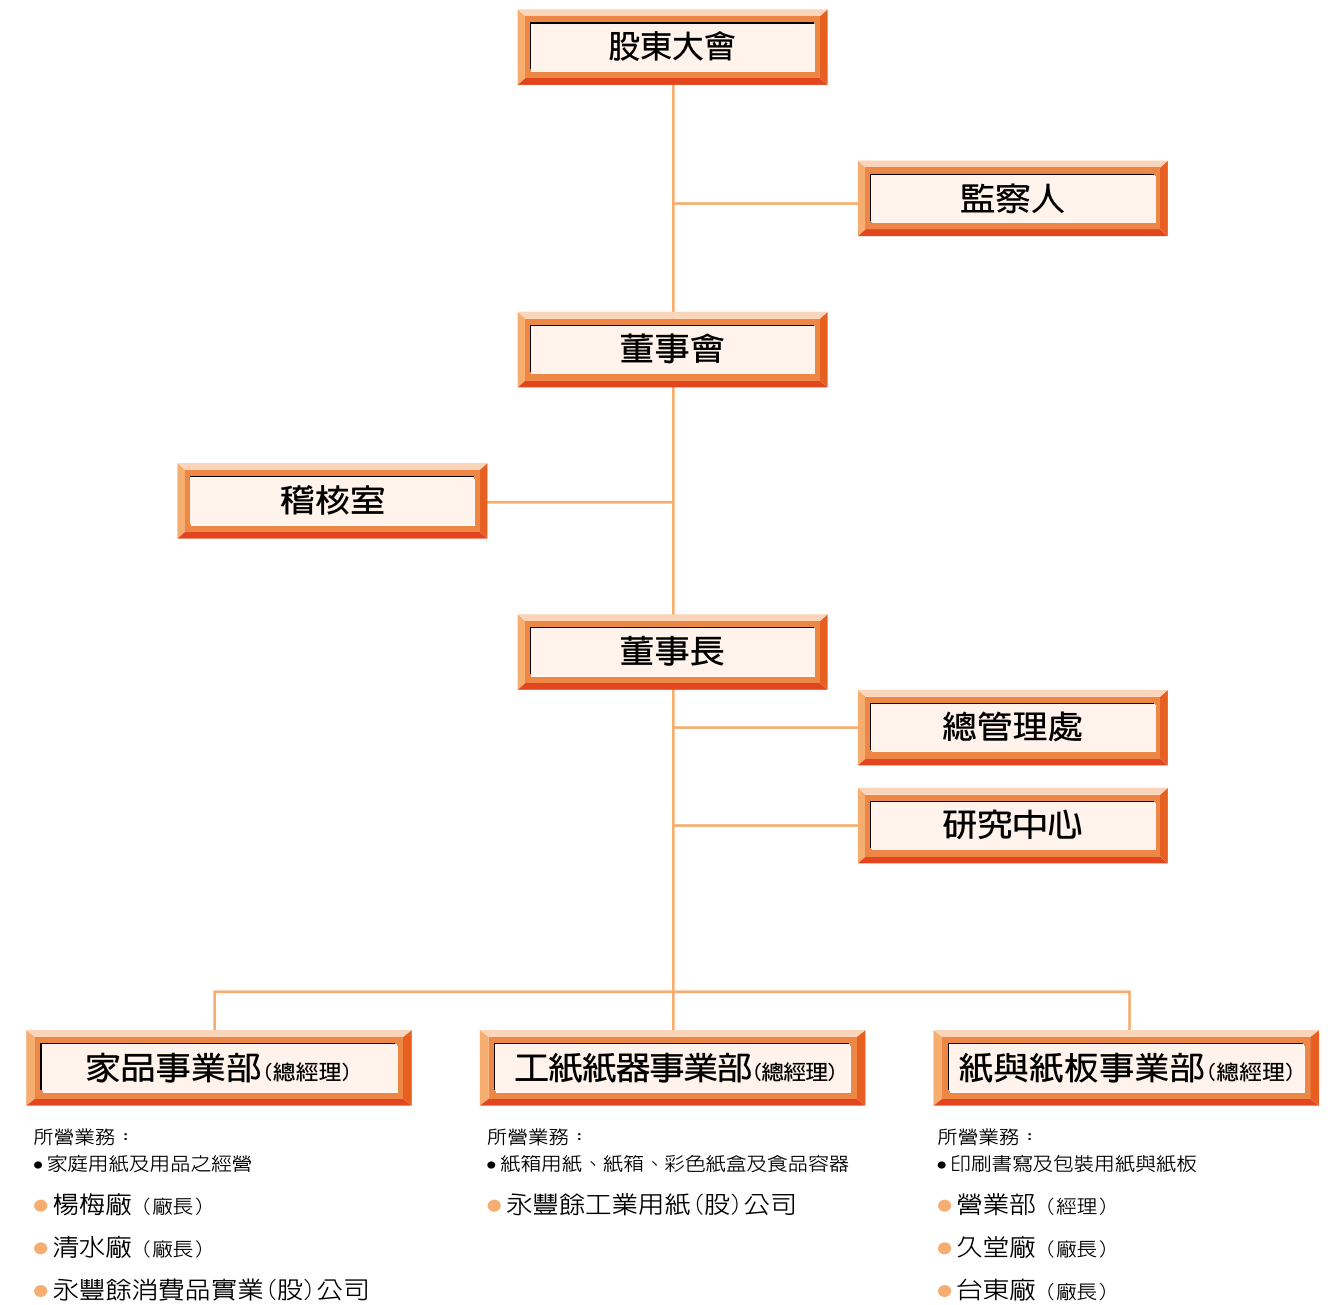 股東大會
監察人
董事會
稽核室
董事長
總管理處
研究中心
家品事業部(總經理)
所營業務：
•家庭用紙及用品之經營
•楊梅廠（廠長）
•清水廠（廠長）
•永豐餘消費品實業(股)公司
工紙紙器事業部(總經理)
所營業務：
•紙箱用紙、紙箱、彩色紙盒及食品容器
•永豐餘工業用紙(股)公司
紙與紙板事業部(總經理)
所營業務：
•印刷書寫及包裝用紙與紙板
•營業部（經理）
•久堂廠（廠長）
•台東廠（廠長）